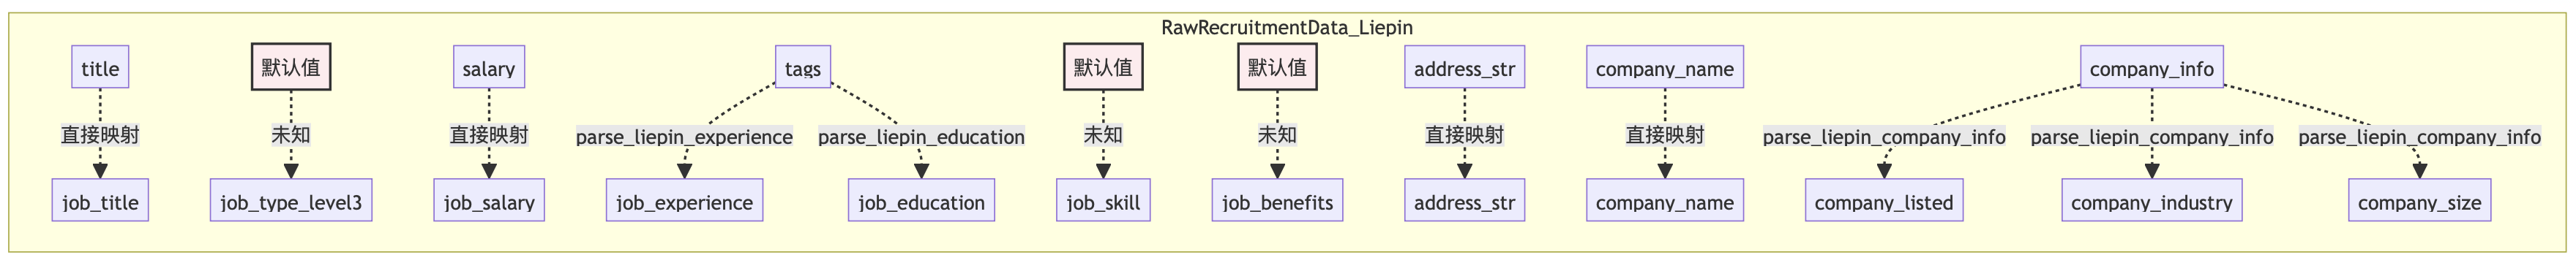 RawRecruitmentData_Liepin
title
默认值
salary
tags
默认值
默认值
address_str
company_name
company_info
直接映射
未知
直接映射
parse_liepin_experience
parse_liepin_education
未知
未知
直接映射
直接映射
parse_liepin_company_info
parse_liepin_company_info
parse_liepin_company_info
job_title
job_type_level3
job_salary
job_experience
job_education
job_skill
job_benefits
address_str
company_name
company_listed
company_industry
company_size